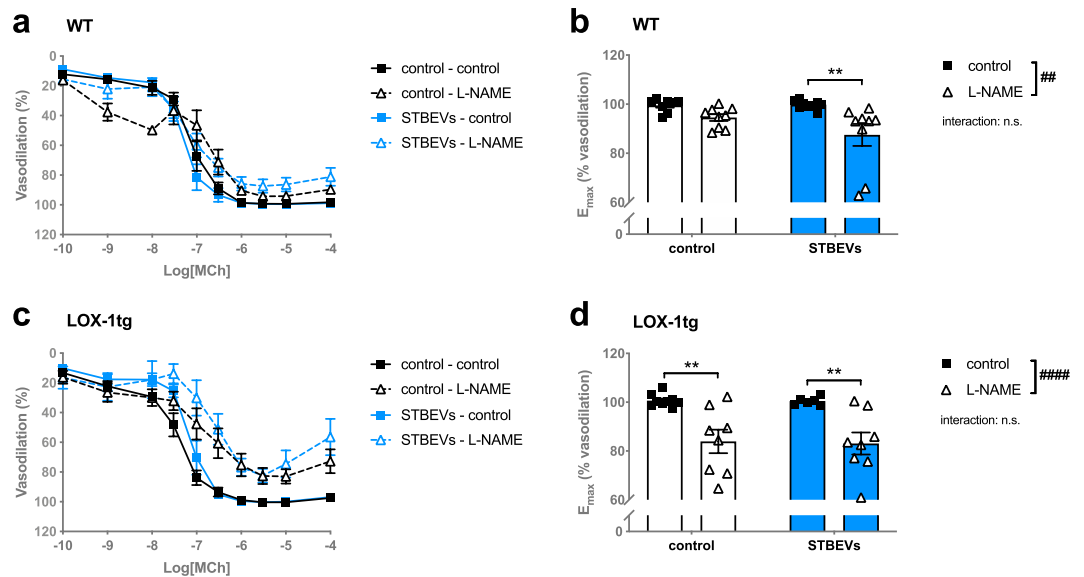 a WT
0
20
40
60
80
100
120
Vasodilation (%)
-10 -9 -8 -7 -6 -5 -4
Log[MCh]
control - control
control - L-NAME
STBEVs - control
STBEVs - L-NAME
b WT
120
100
80
60
0
Emax (% vasodilation)
**
control STBEVs
control
L-NAME
##
interaction: n.s.
c LOX-1tg
0
20
40
60
80
100
120
Vasodilation (%)
-10 -9 -8 -7 -6 -5 -4
Log[MCh]
control - control
control - L-NAME
STBEVs - control
STBEVs - L-NAME
d LOX-1tg
120
100
80
60
0
Emax (% vasodilation)
** **
control STBEVs
control
L-NAME
####
interaction: n.s.